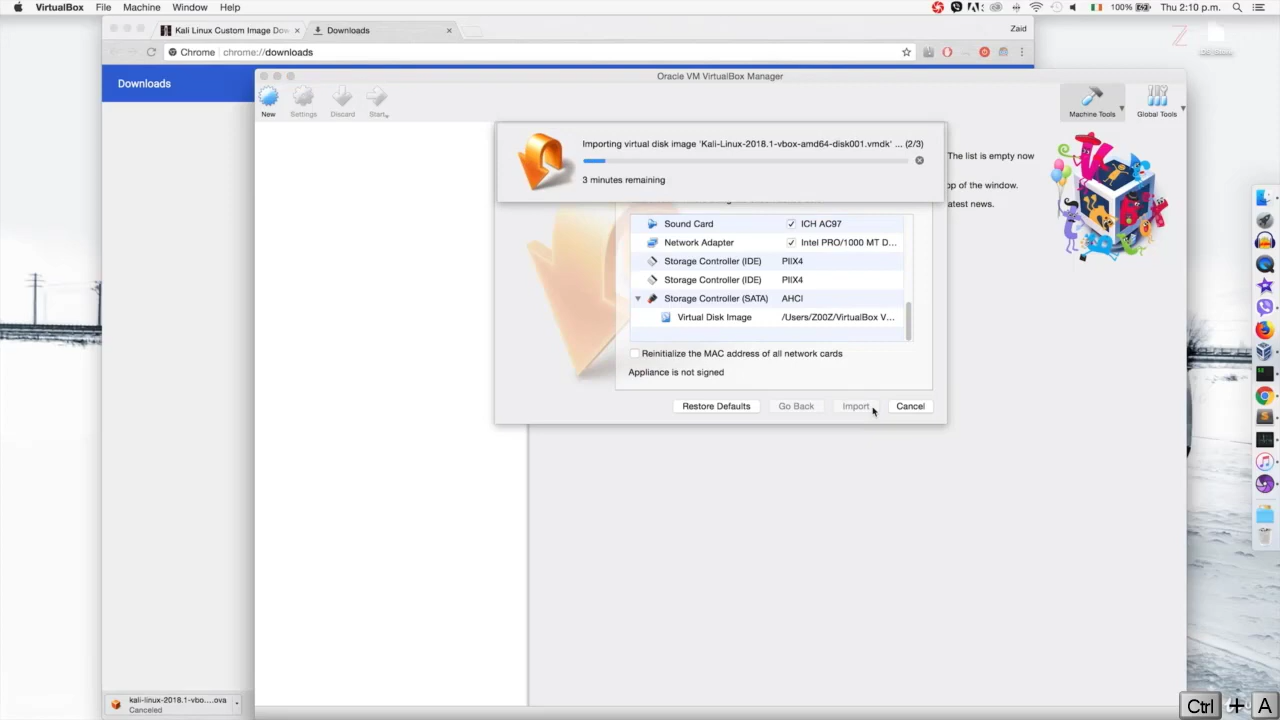 VirtualBox File Machine Window Help
100% Thu 2:10 p.m.
Kali Linux Custom Image Dow
Downloads
Zaid
Chrome chrome://downloads
Downloads
Oracle VM VirtualBox Manager
New Settings Discard Start
Machine Tools Global Tools
Importing virtual disk image 'Kali-Linux-2018.1-vbox-amd64-disk001.vmdk' ... (2/3)
3 minutes remaining
The list is empty now
op of the window.
atest news.
Sound Card ICH AC97
Network Adapter Intel PRO/1000 MT D...
Storage Controller (IDE) PIIX4
Storage Controller (IDE) PIIX4
Storage Controller (SATA) AHCI
Virtual Disk Image /Users/Z00Z/VirtualBox V...
Reinitialize the MAC address of all network cards
Appliance is not signed
Restore Defaults Go Back Import Cancel
kali-linux-2018.1-vbo....ova
Canceled
Ctrl + A